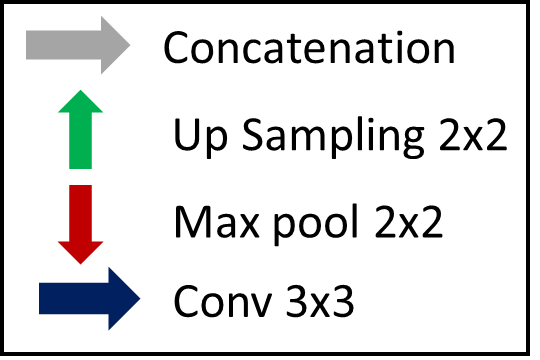 Concatenation
Up Sampling 2x2
Max pool 2x2
Conv 3x3